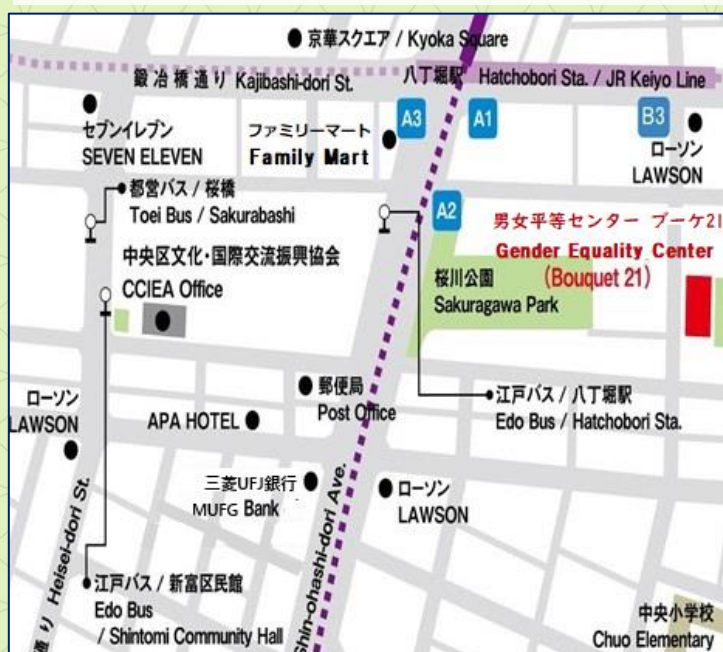 京華スクエア / Kyoka Square
鍛冶橋通り Kajibashi-dori St.
八丁堀駅 Hatchobori Sta. / JR Keiyo Line
セブンイレブン
SEVEN ELEVEN
ファミリーマート
Family Mart
A3
A1
B3
ローソン
LAWSON
都営バス / 桜橋
Toei Bus / Sakurabashi
A2
男女平等センター ブーケ21
Gender Equality Center
(Bouquet 21)
中央区文化・国際交流振興協会
CCIEA Office
桜川公園
Sakuragawa Park
郵便局
Post Office
江戸バス / 八丁堀駅
Edo Bus / Hatchobori Sta.
ローソン
LAWSON
APA HOTEL
三菱UFJ銀行
MUFG Bank
ローソン
LAWSON
通り Heisei-dori St.
Shin-ohashi-dori Ave.
江戸バス / 新富区民館
Edo Bus
/ Shintomi Community Hall
中央小学校
Chuo Elementary